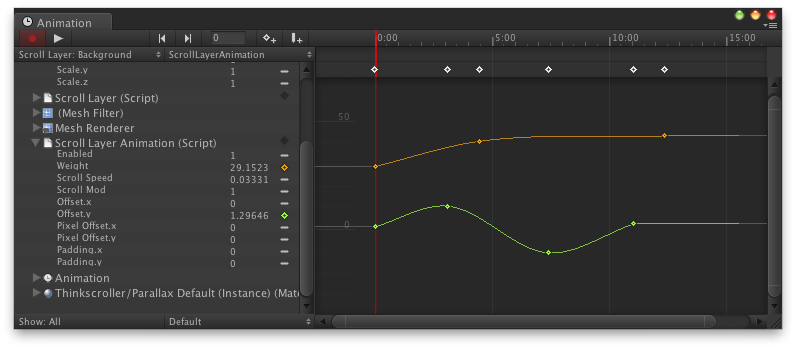 Animation
0 0:00 5:00 10:00 15:00
Scroll Layer: Background ScrollLayerAnimation
Scale.y 1
Scale.z 1
Scroll Layer (Script)
(Mesh Filter)
Mesh Renderer
Scroll Layer Animation (Script)
Enabled 1
Weight 29.1523
Scroll Speed 0.03331
Scroll Mod 1
Offset.x 0
Offset.y 1.29646
Pixel Offset.x 0
Pixel Offset.y 0
Padding.x 0
Padding.y 0
Animation
Thinkscroller/Parallax Default (Instance) (Mate
50
0
Show: All Default